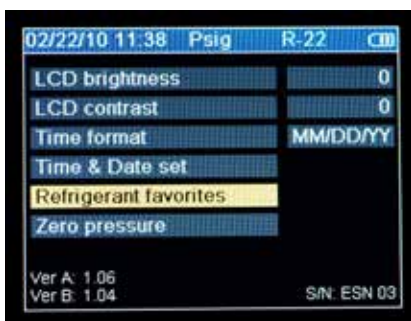 02/22/10 11:38 Psig R-22
LCD brightness 0
LCD contrast 0
Time format MM/DD/YY
Time & Date set
Refrigerant favorites
Zero pressure
Ver A: 1.06
Ver B: 1.04 S/N: ESN 03